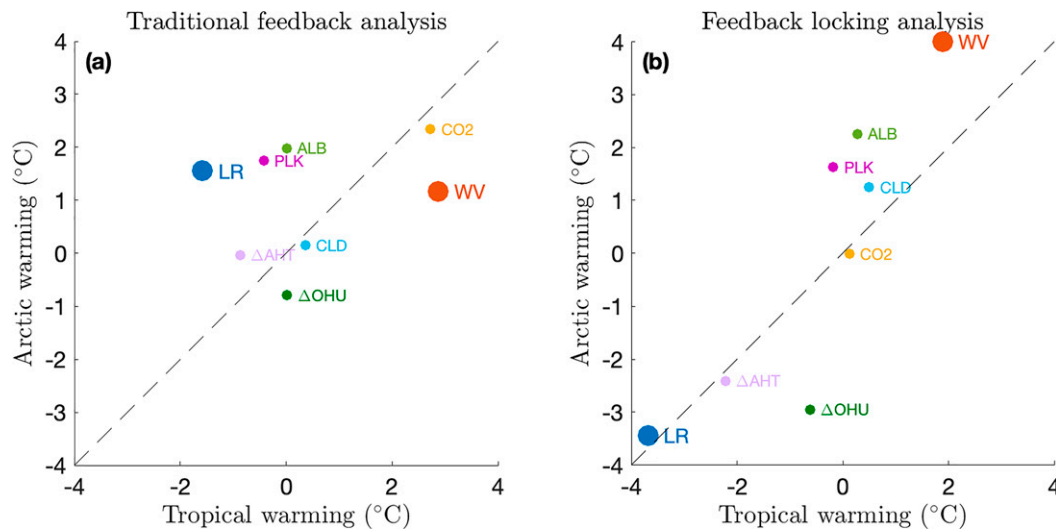 Traditional feedback analysis
(a)
4
3
2
1
0
-1
-2
-3
-4
Arctic warming (°C)
CO2
ALB
PLK
LR
WV
CLD
ΔAHT
ΔOHU
-4 -2 0 2 4
Tropical warming (°C)
Feedback locking analysis
(b)
4
3
2
1
0
-1
-2
-3
-4
Arctic warming (°C)
WV
ALB
PLK
CLD
CO2
ΔAHT
ΔOHU
LR
-4 -2 0 2 4
Tropical warming (°C)